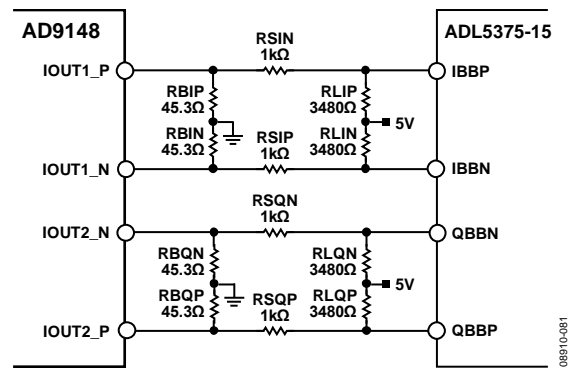 AD9148
ADL5375-15
RSIN
1kΩ
IOUT1_P
IBBP
RBIP
45.3Ω
RLIP
3480Ω
5V
RBIN
45.3Ω
RSIP
1kΩ
RLIN
3480Ω
IOUT1_N
IBBN
RSQN
1kΩ
IOUT2_N
QBBN
RBQN
45.3Ω
RLQN
3480Ω
5V
RBQP
45.3Ω
RSQP
1kΩ
RLQP
3480Ω
IOUT2_P
QBBP
08910-081